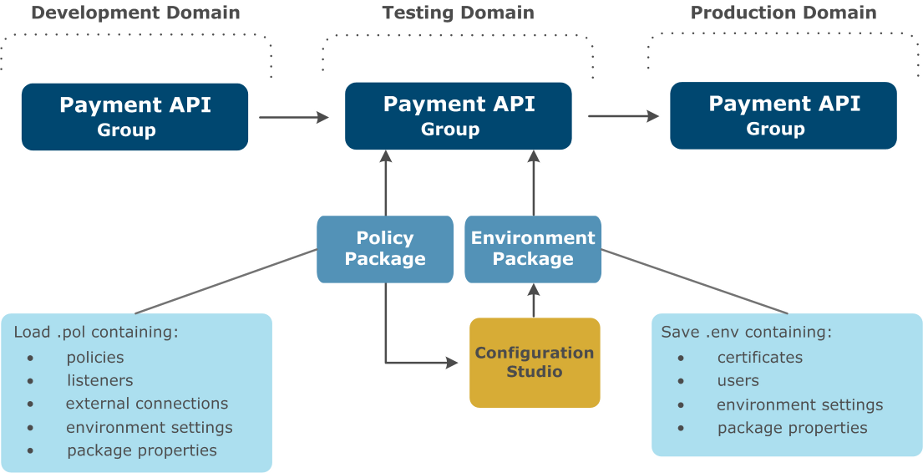 Development Domain
Testing Domain
Production Domain
Payment API
Group
Payment API
Group
Payment API
Group
Policy
Package
Environment
Package
Load .pol containing:
• policies
• listeners
• external connections
• environment settings
• package properties
Configuration
Studio
Save .env containing:
• certificates
• users
• environment settings
• package properties